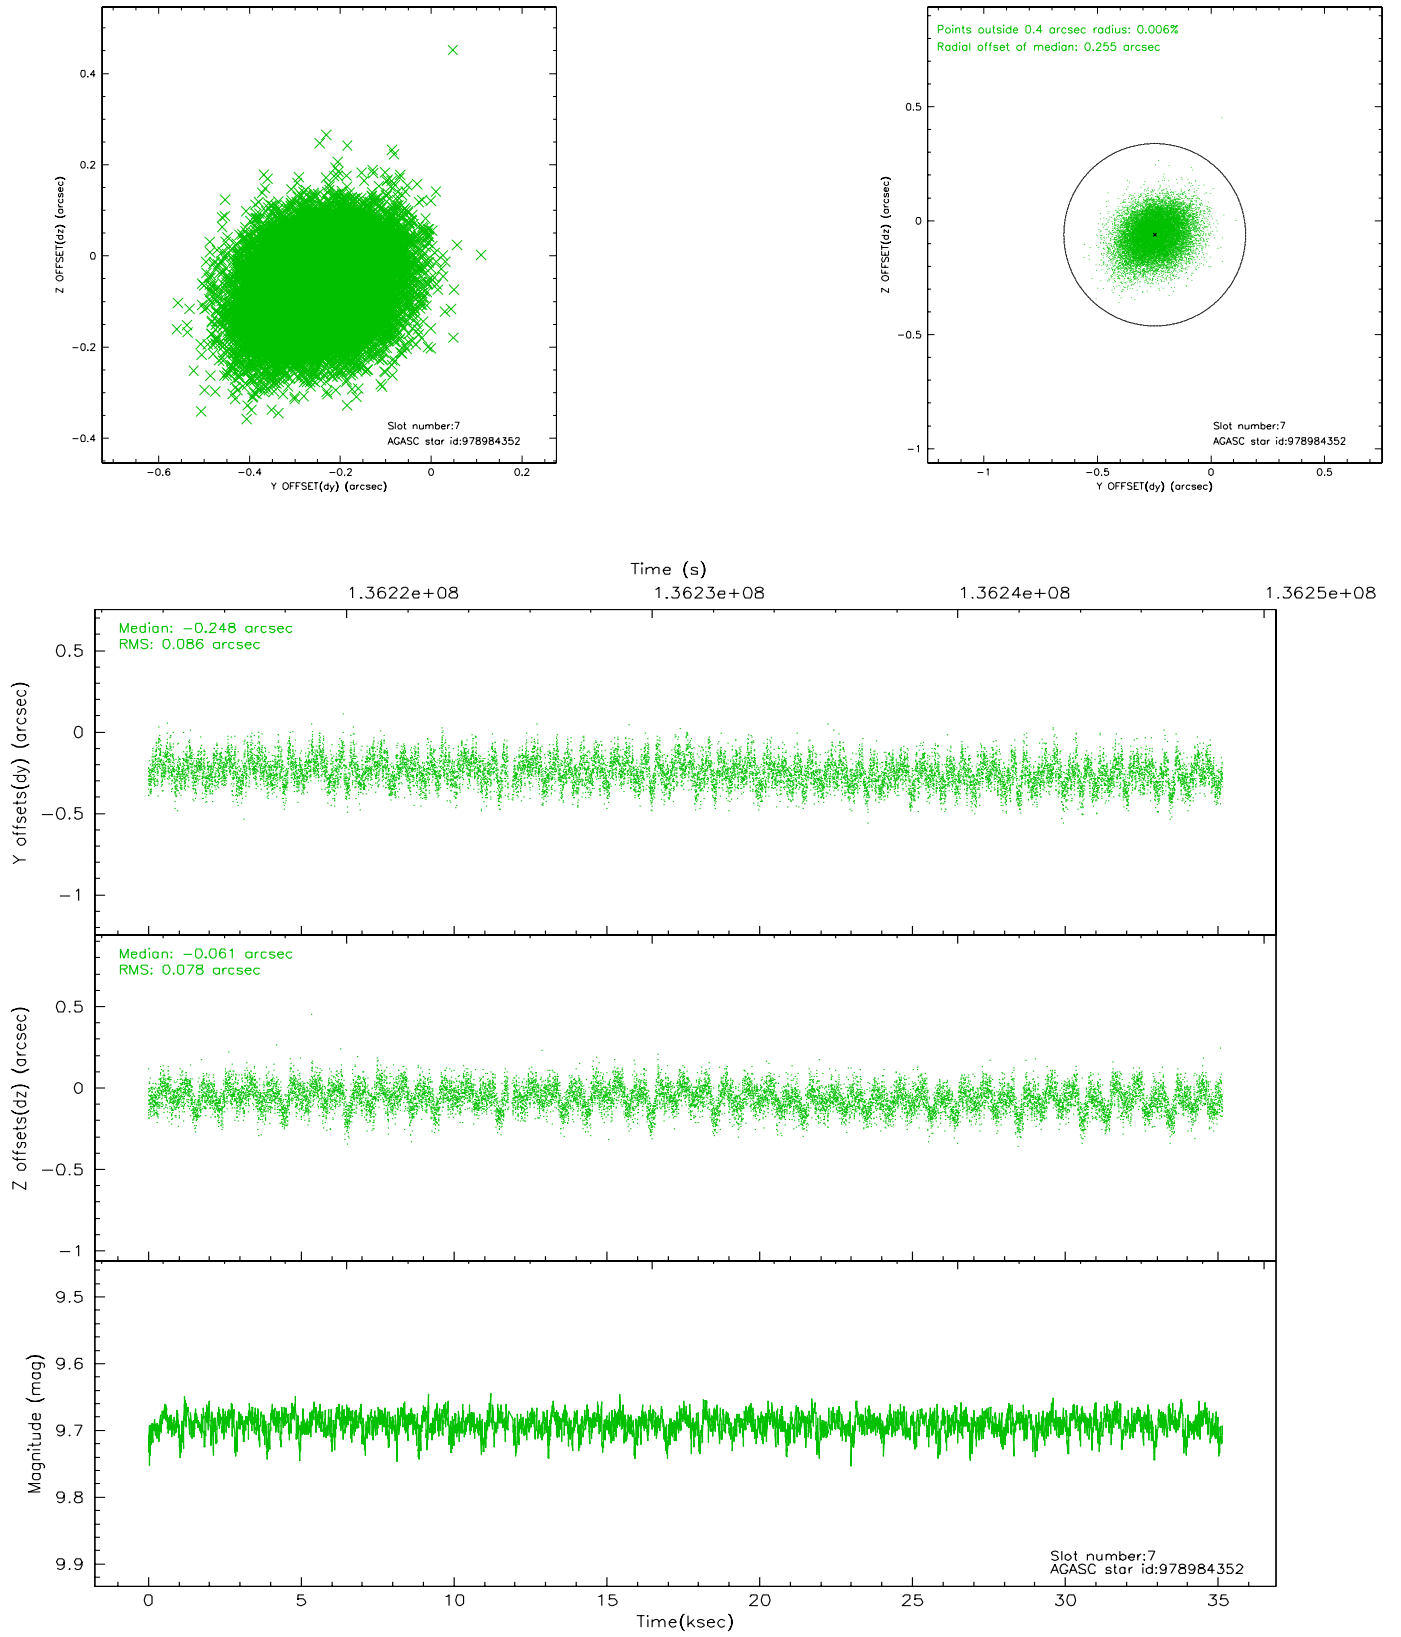 Z OFFSET(dz) (arcsec)
0.4
0.2
0
-0.2
-0.4
Slot number:7
AGASC star id:978984352
-0.6 -0.4 -0.2 0 0.2
Y OFFSET(dy) (arcsec)
Points outside 0.4 arcsec radius: 0.006%
Radial offset of median: 0.255 arcsec
Z OFFSET(dz) (arcsec)
0.5
0
-0.5
-1
Slot number:7
AGASC star id:978984352
-1 -0.5 0 0.5
Y OFFSET(dy) (arcsec)
Time (s)
1.3622e+08 1.3623e+08 1.3624e+08 1.3625e+08
Median: -0.248 arcsec
RMS: 0.086 arcsec
Y offsets(dy) (arcsec)
0.5
0
-0.5
-1
Median: -0.061 arcsec
RMS: 0.078 arcsec
Z offsets(dz) (arcsec)
0.5
0
-0.5
-1
Magnitude (mag)
9.5
9.6
9.7
9.8
9.9
Slot number:7
AGASC star id:978984352
0 5 10 15 20 25 30 35
Time(ksec)